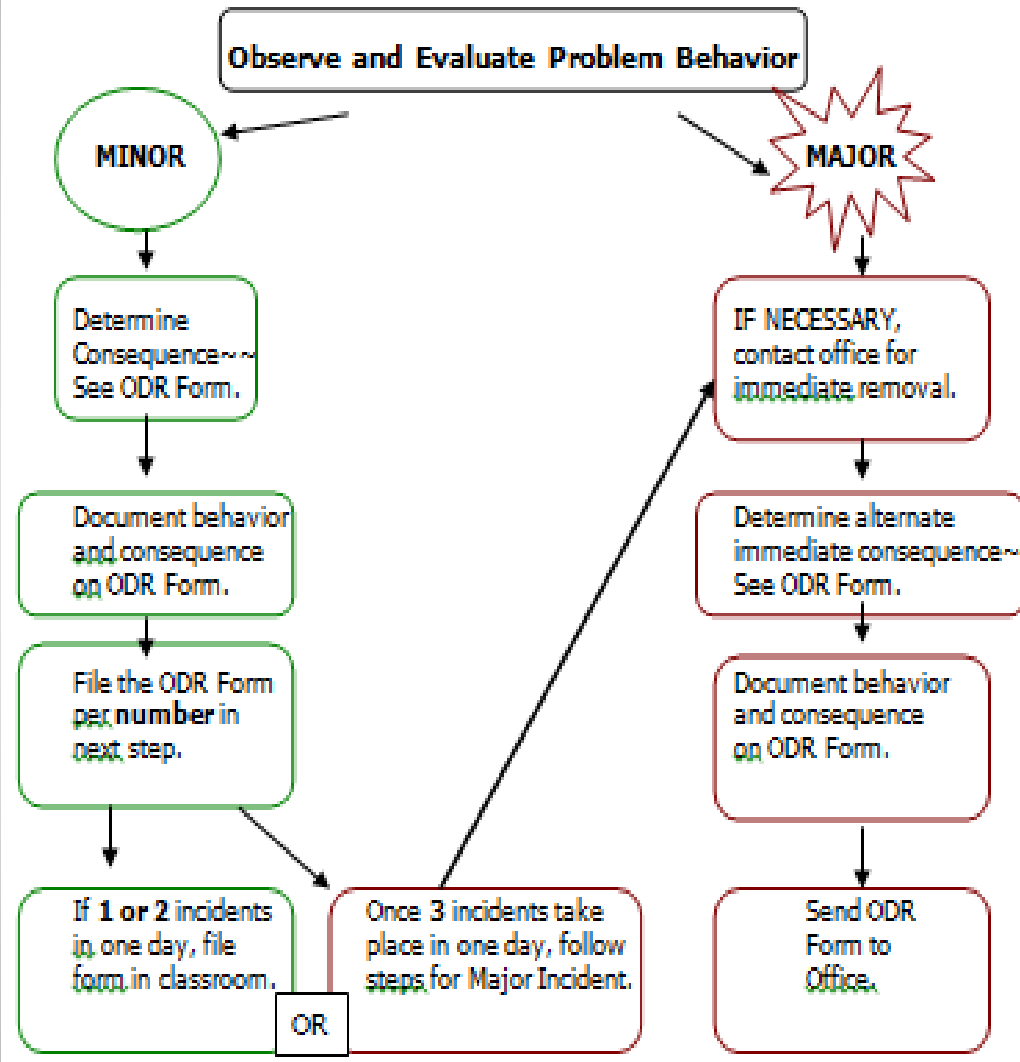 Observe and Evaluate Problem Behavior
MINOR
MAJOR
Determine
Consequence~~
See ODR Form.
Document behavior
and consequence
on ODR Form.
File the ODR Form
per number in
next step.
If 1 or 2 incidents
in one day, file
form in classroom.
OR
Once 3 incidents take
place in one day, follow
steps for Major Incident.
IF NECESSARY,
contact office for
immediate removal.
Determine alternate
immediate consequence~
See ODR Form.
Document behavior
and consequence
on ODR Form.
Send ODR
Form to
Office.